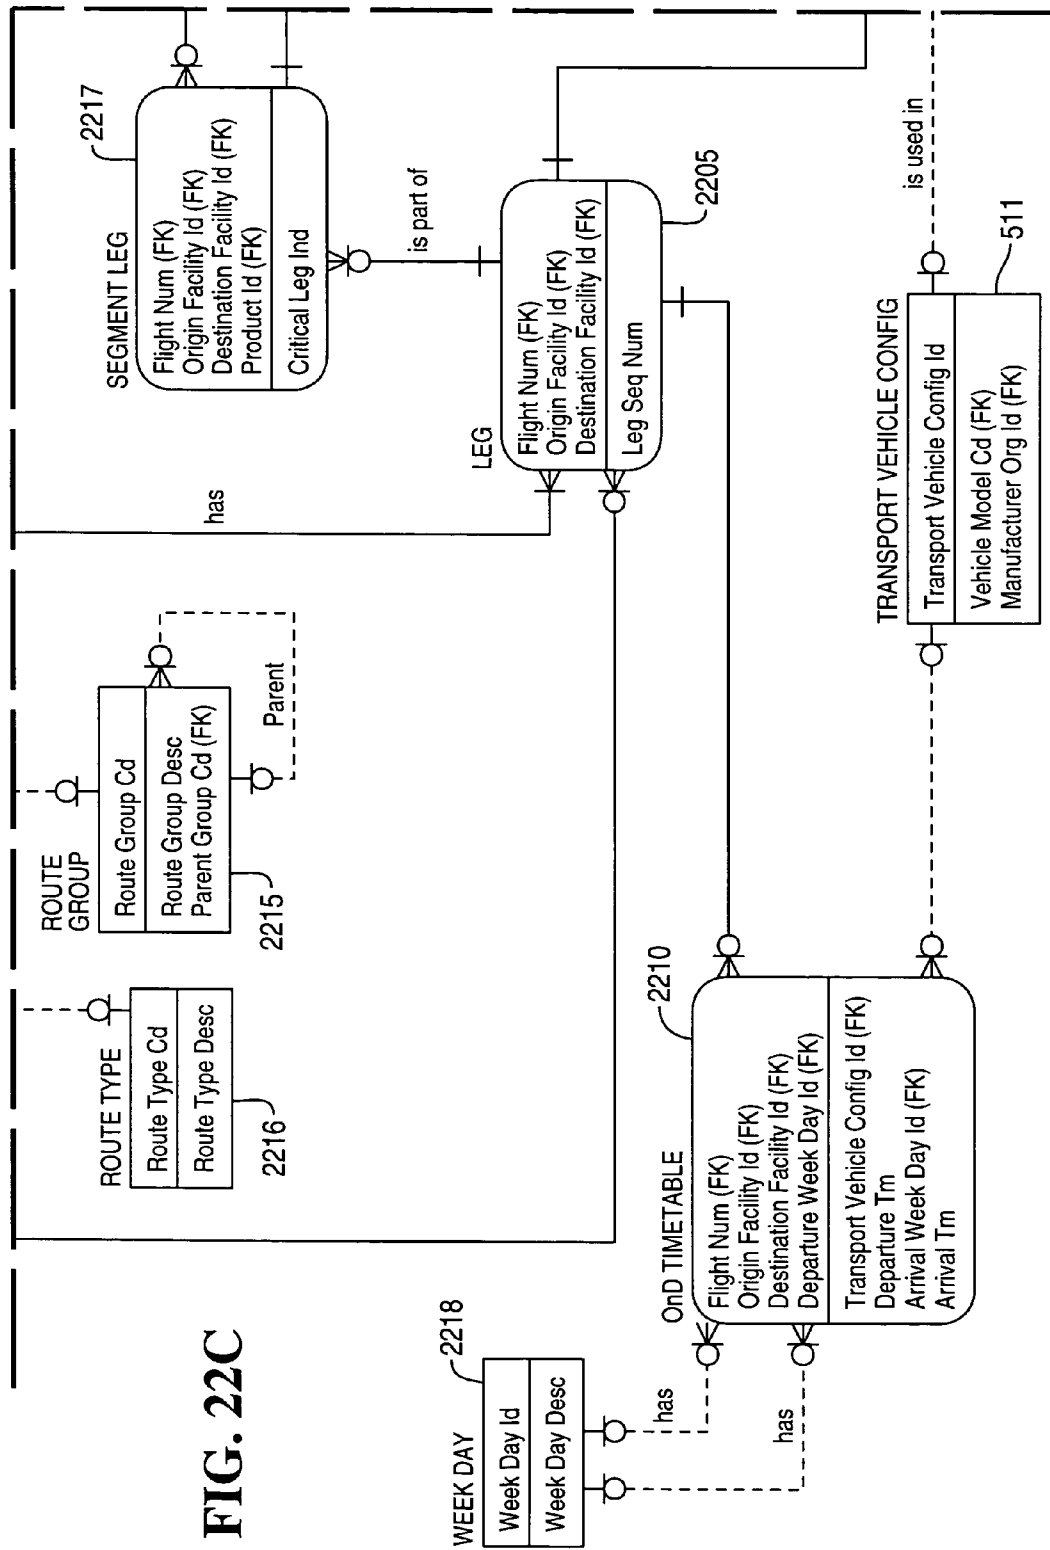 FIG. 22C
ROUTE TYPE
Route Type Cd
Route Type Desc
2216
ROUTE
GROUP
Route Group Cd
Route Group Desc
Parent Group Cd (FK)
2215
Parent
has
SEGMENT LEG
2217
Flight Num (FK)
Origin Facility Id (FK)
Destination Facility Id (FK)
Product Id (FK)
Critical Leg Ind
is part of
LEG
Flight Num (FK)
Origin Facility Id (FK)
Destination Facility Id (FK)
Leg Seq Num
2205
WEEK DAY
2218
Week Day Id
Week Day Desc
has
has
OnD TIMETABLE
2210
Flight Num (FK)
Origin Facility Id (FK)
Destination Facility Id (FK)
Departure Week Day Id (FK)
Transport Vehicle Config Id (FK)
Departure Tm
Arrival Week Day Id (FK)
Arrival Tm
TRANSPORT VEHICLE CONFIG
Transport Vehicle Config Id
Vehicle Model Cd (FK)
Manufacturer Org Id (FK)
511
is used in